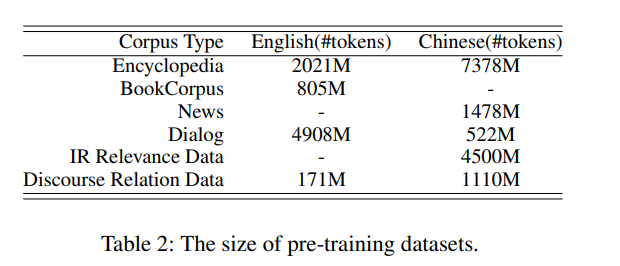 Corpus Type English(#tokens) Chinese(#tokens)
Encyclopedia 2021M 7378M
BookCorpus 805M -
News - 1478M
Dialog 4908M 522M
IR Relevance Data - 4500M
Discourse Relation Data 171M 1110M
Table 2: The size of pre-training datasets.